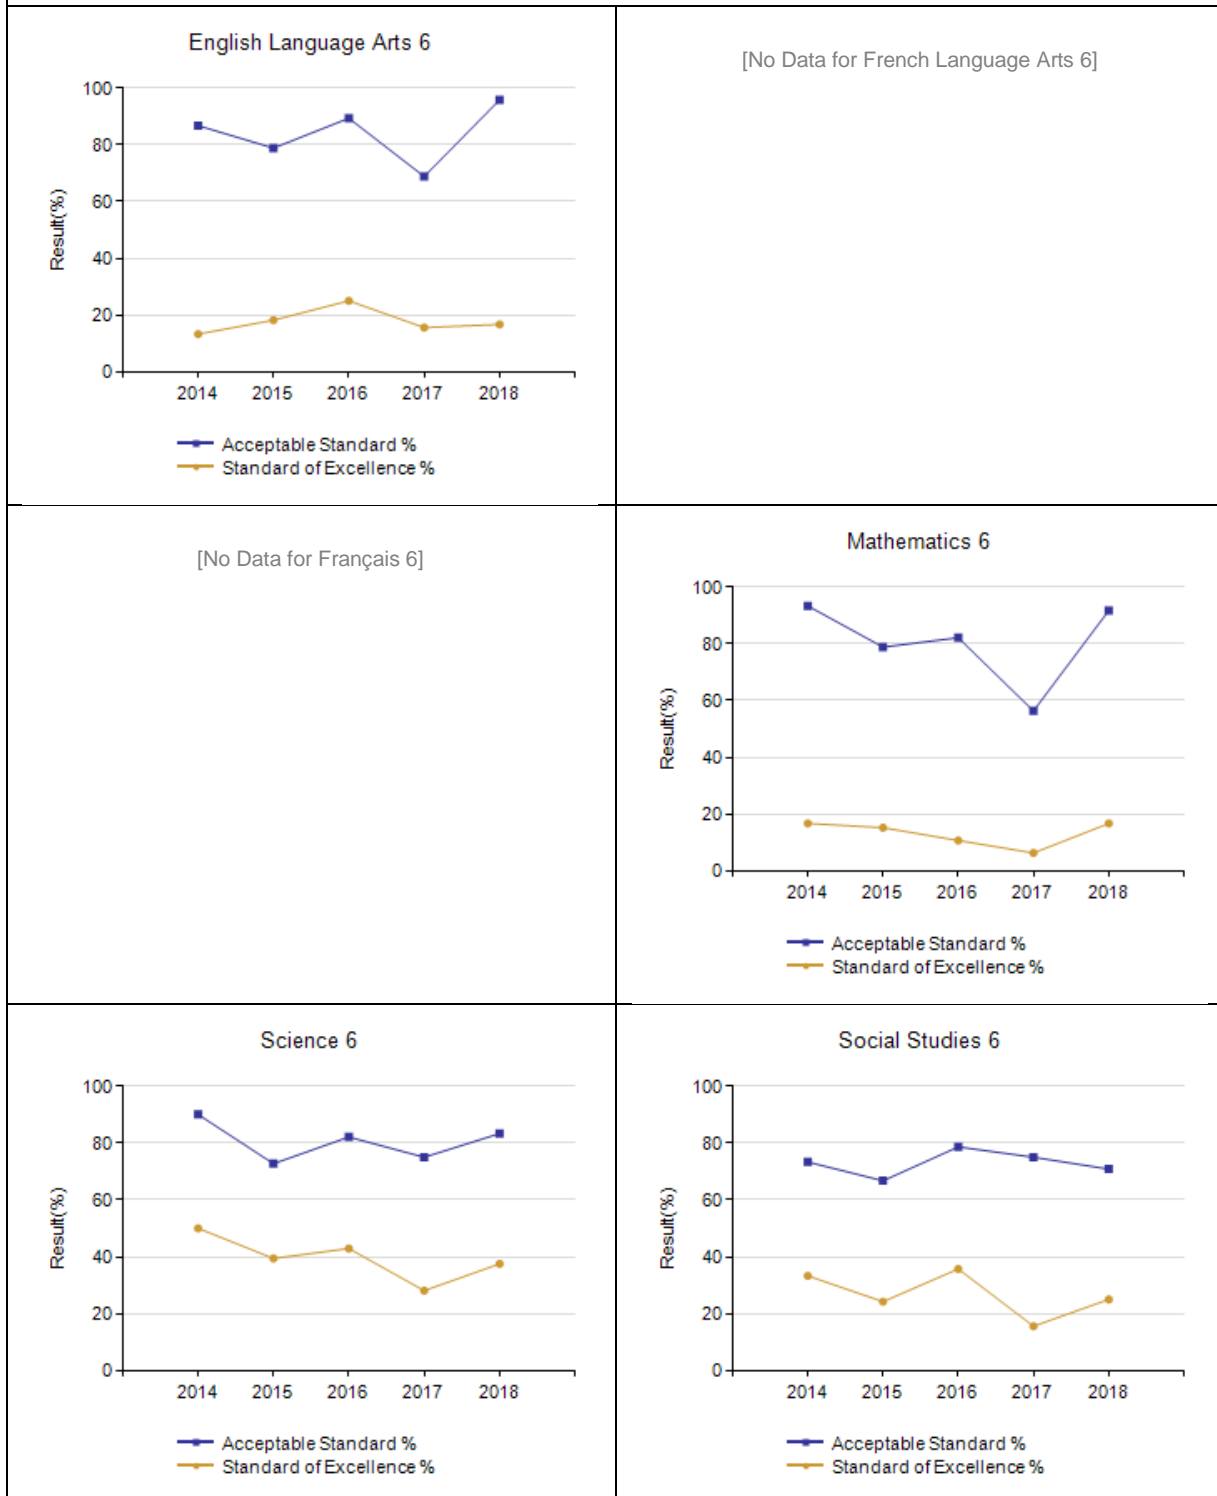 English Language Arts 6
Result(%)
100
80
60
40
20
0
2014 2015 2016 2017 2018
Acceptable Standard %
Standard of Excellence %
[No Data for French Language Arts 6]
[No Data for Français 6]
Mathematics 6
Result(%)
100
80
60
40
20
0
2014 2015 2016 2017 2018
Acceptable Standard %
Standard of Excellence %
Science 6
Result(%)
100
80
60
40
20
0
2014 2015 2016 2017 2018
Acceptable Standard %
Standard of Excellence %
Social Studies 6
Result(%)
100
80
60
40
20
0
2014 2015 2016 2017 2018
Acceptable Standard %
Standard of Excellence %